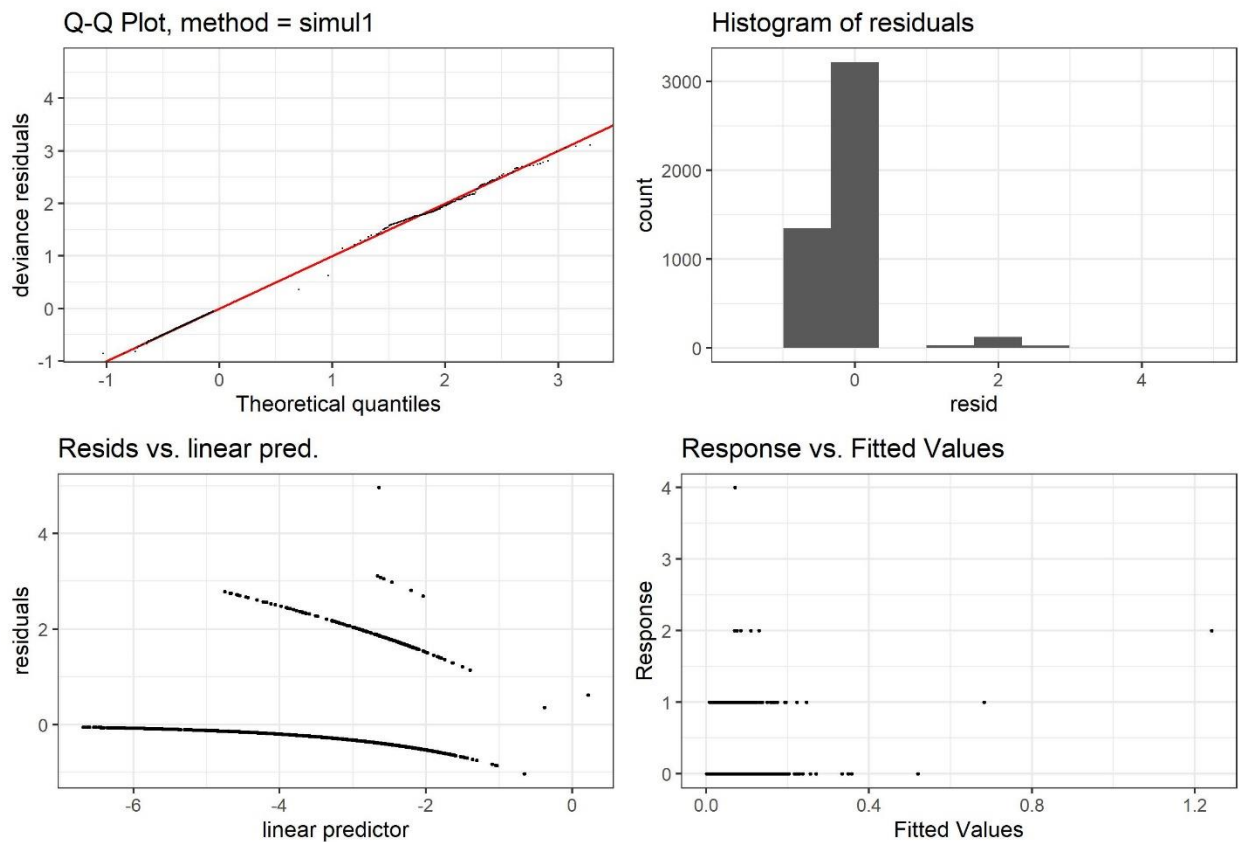 Q-Q Plot, method = simul1
deviance residuals
4
3
2
1
0
-1
-1
0
1
2
3
Theoretical quantiles
Histogram of residuals
count
3000
2000
1000
0
0
2
4
resid
Resids vs. linear pred.
residuals
4
2
0
-6
-4
-2
0
linear predictor
Response vs. Fitted Values
Response
4
3
2
1
0
0.0
0.4
0.8
1.2
Fitted Values